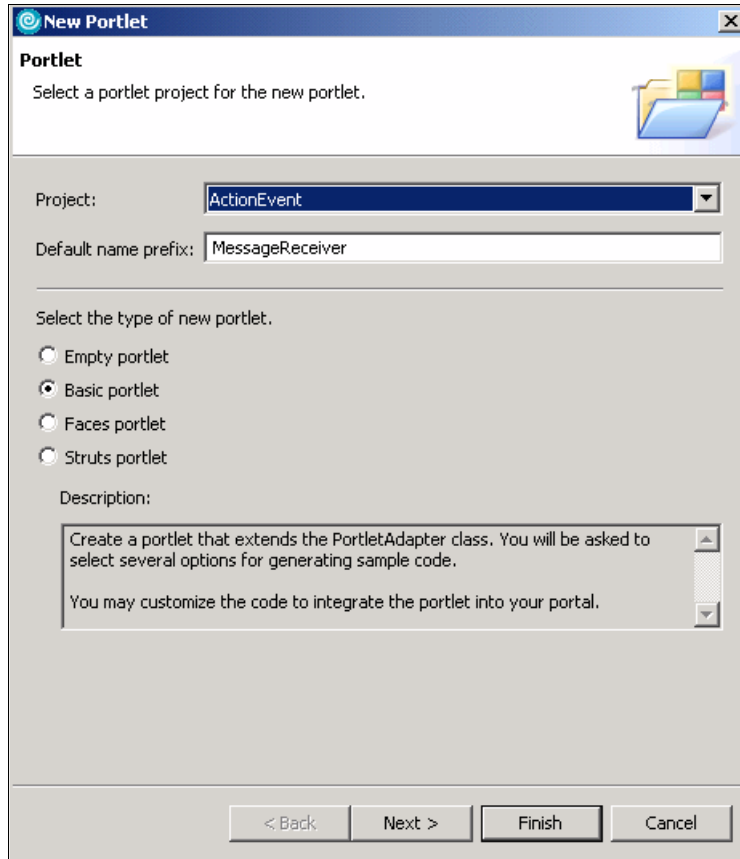 New Portlet
Portlet
Select a portlet project for the new portlet.
Project: ActionEvent
Default name prefix: MessageReceiver
Select the type of new portlet.
Empty portlet
Basic portlet
Faces portlet
Struts portlet
Description:
Create a portlet that extends the PortletAdapter class. You will be asked to
select several options for generating sample code.
You may customize the code to integrate the portlet into your portal.
< Back Next > Finish Cancel